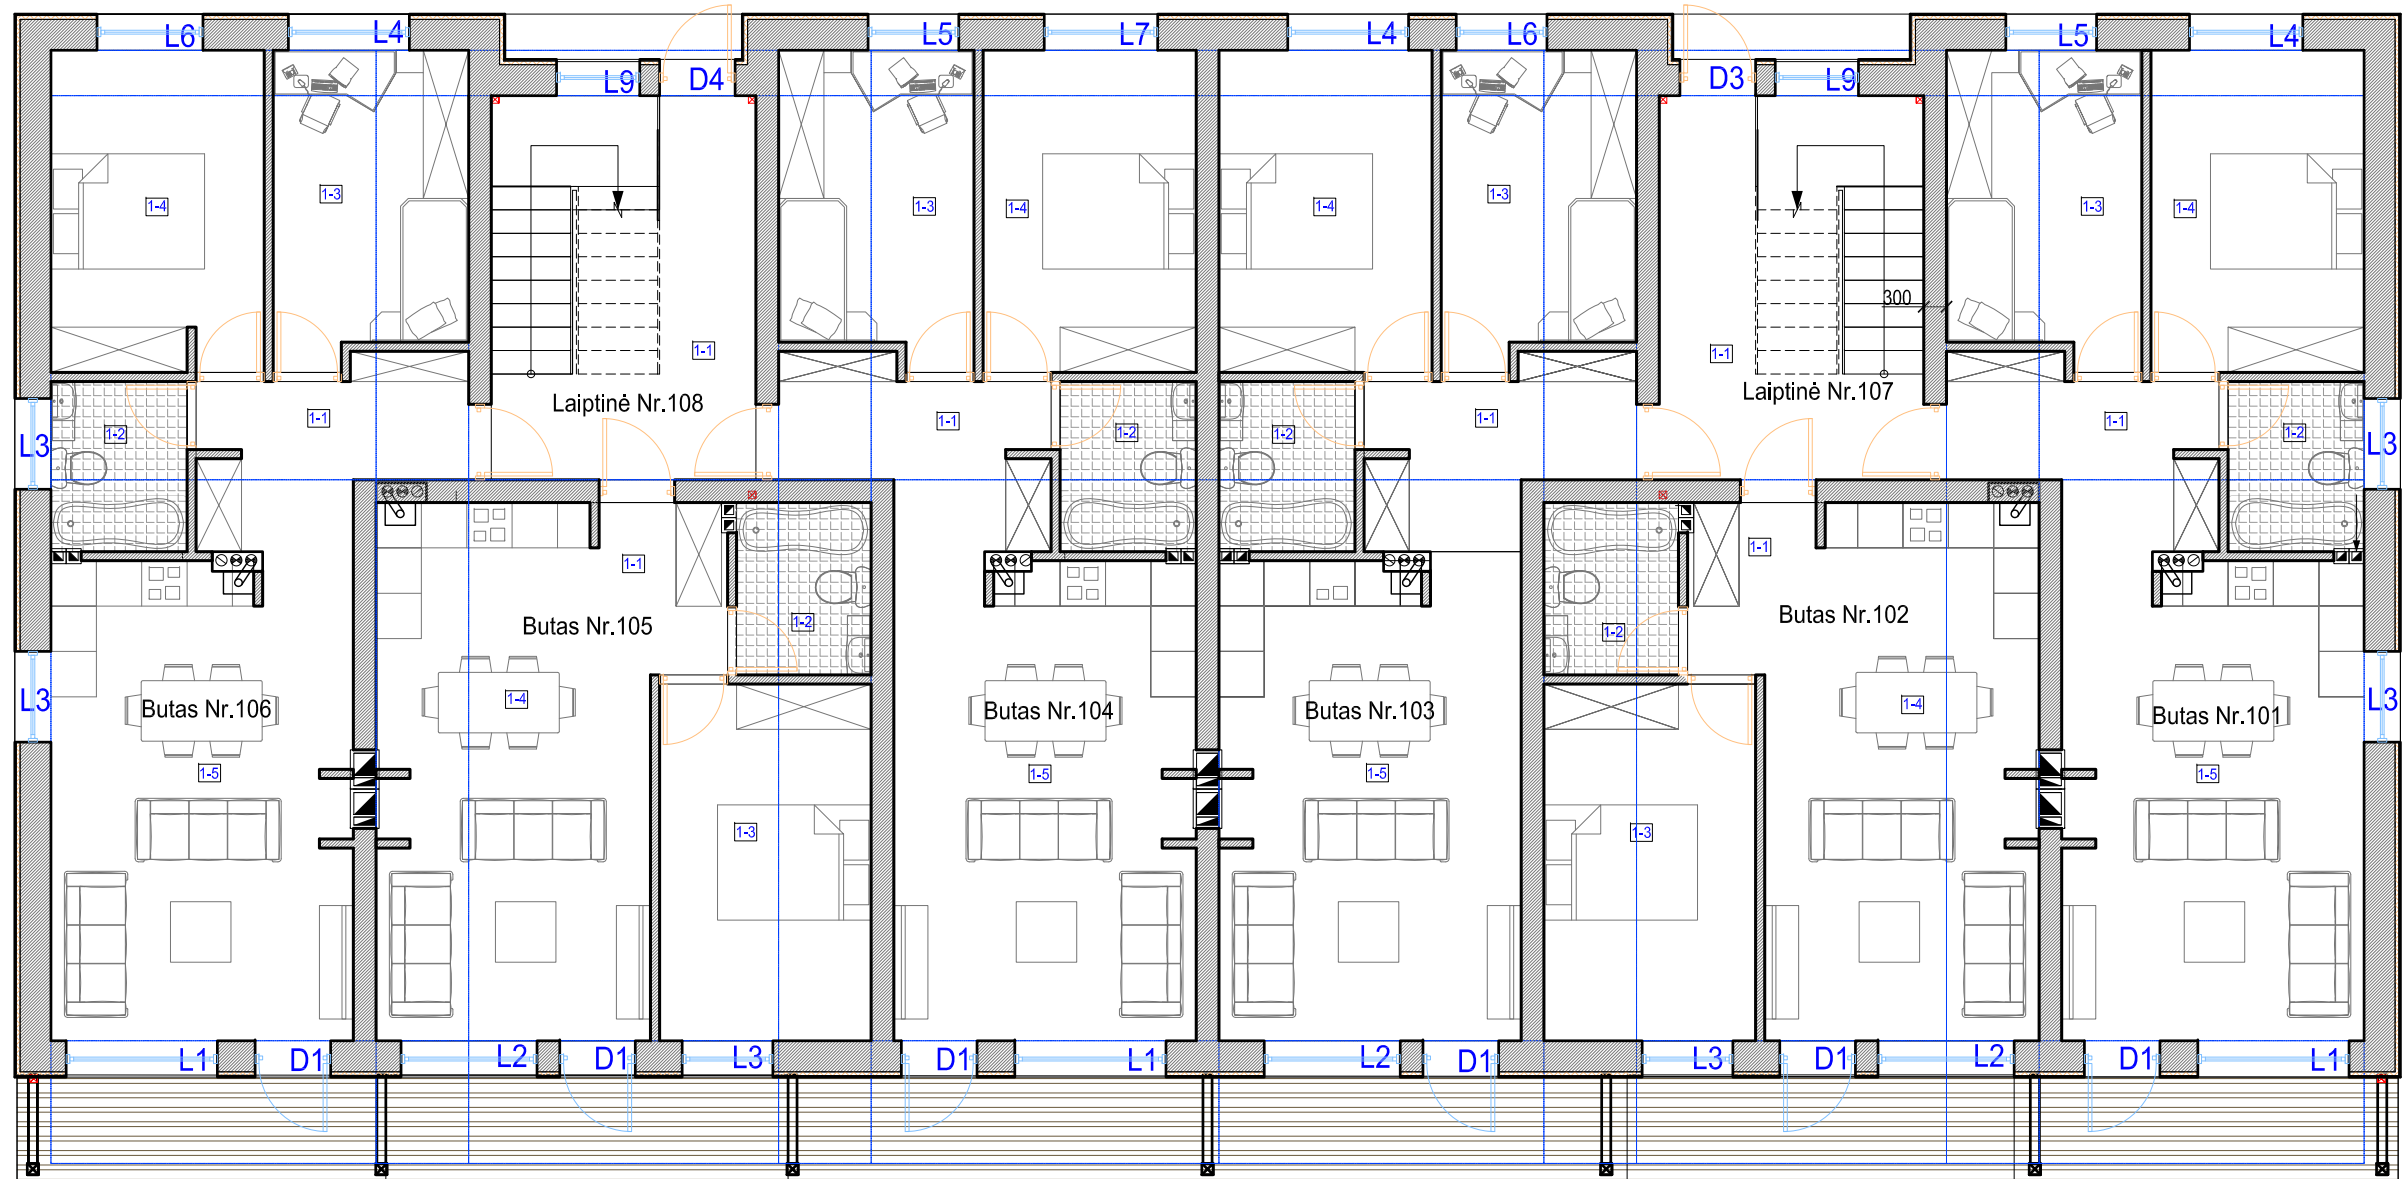 L6 L4 L5 L7 L4 L6 L5 L4
L9 D4 D3 L9
1-4 1-3 1-3 1-4 1-4 1-3 1-3 1-4
300
1-1 1-1
Laiptinė Nr.108 Laiptinė Nr.107
1-1 1-1 1-1 1-1
L3 1-2 1-2 1-2 1-2 L3
1-1 1-1
Butas Nr.105 Butas Nr.102
1-2 1-2
L3 1-4 1-4 L3
Butas Nr.106 Butas Nr.104 Butas Nr.103 Butas Nr.101
1-5 1-5 1-5 1-5
1-3 1-3
L1 D1 L2 D1 L3 D1 L1 L2 D1 L3 D1 L2 D1 L1